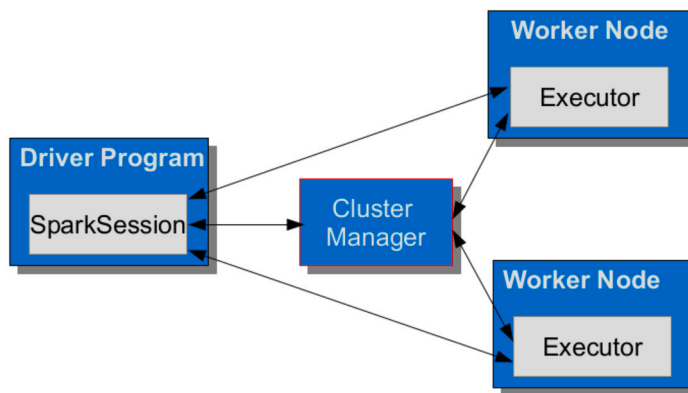 Driver Program
SparkSession
Cluster
Manager
Worker Node
Executor
Worker Node
Executor